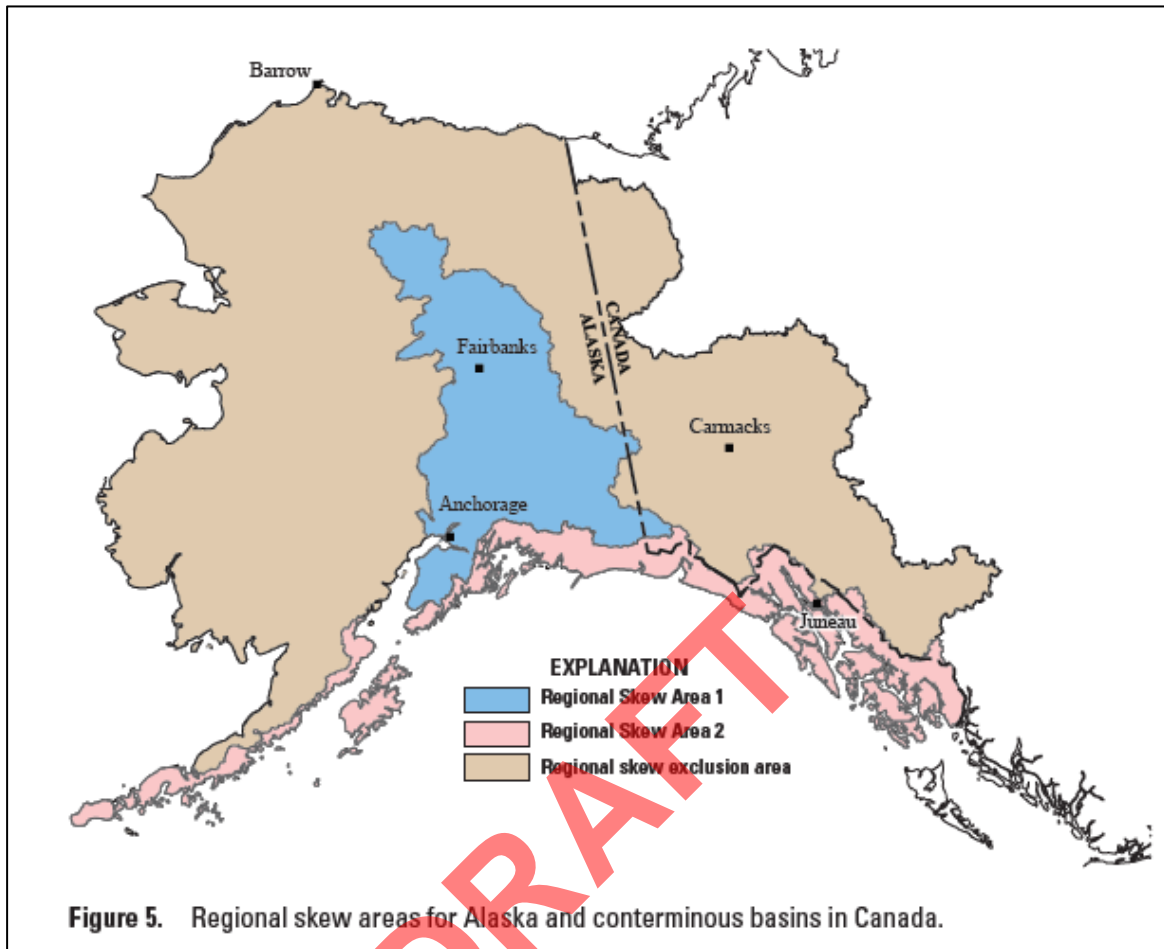 Barrow
CANADA
ALASKA
Fairbanks
Carmacks
Anchorage
Juneau
EXPLANATION
Regional Skew Area 1
Regional Skew Area 2
Regional skew exclusion area
DRAFT
Figure 5. Regional skew areas for Alaska and conterminous basins in Canada.